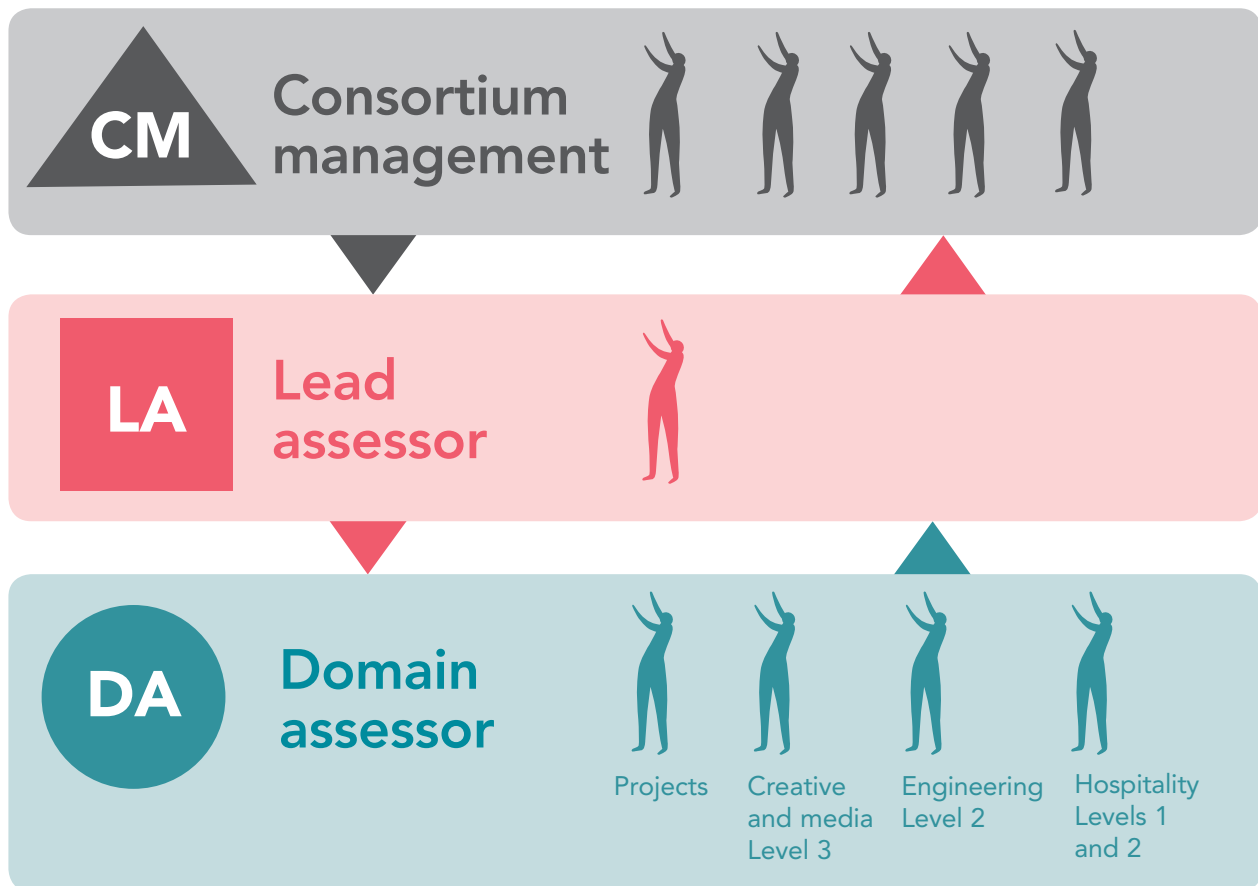 CM
Consortium
management
LA
Lead
assessor
DA
Domain
assessor
Projects
Creative
and media
Level 3
Engineering
Level 2
Hospitality
Levels 1
and 2